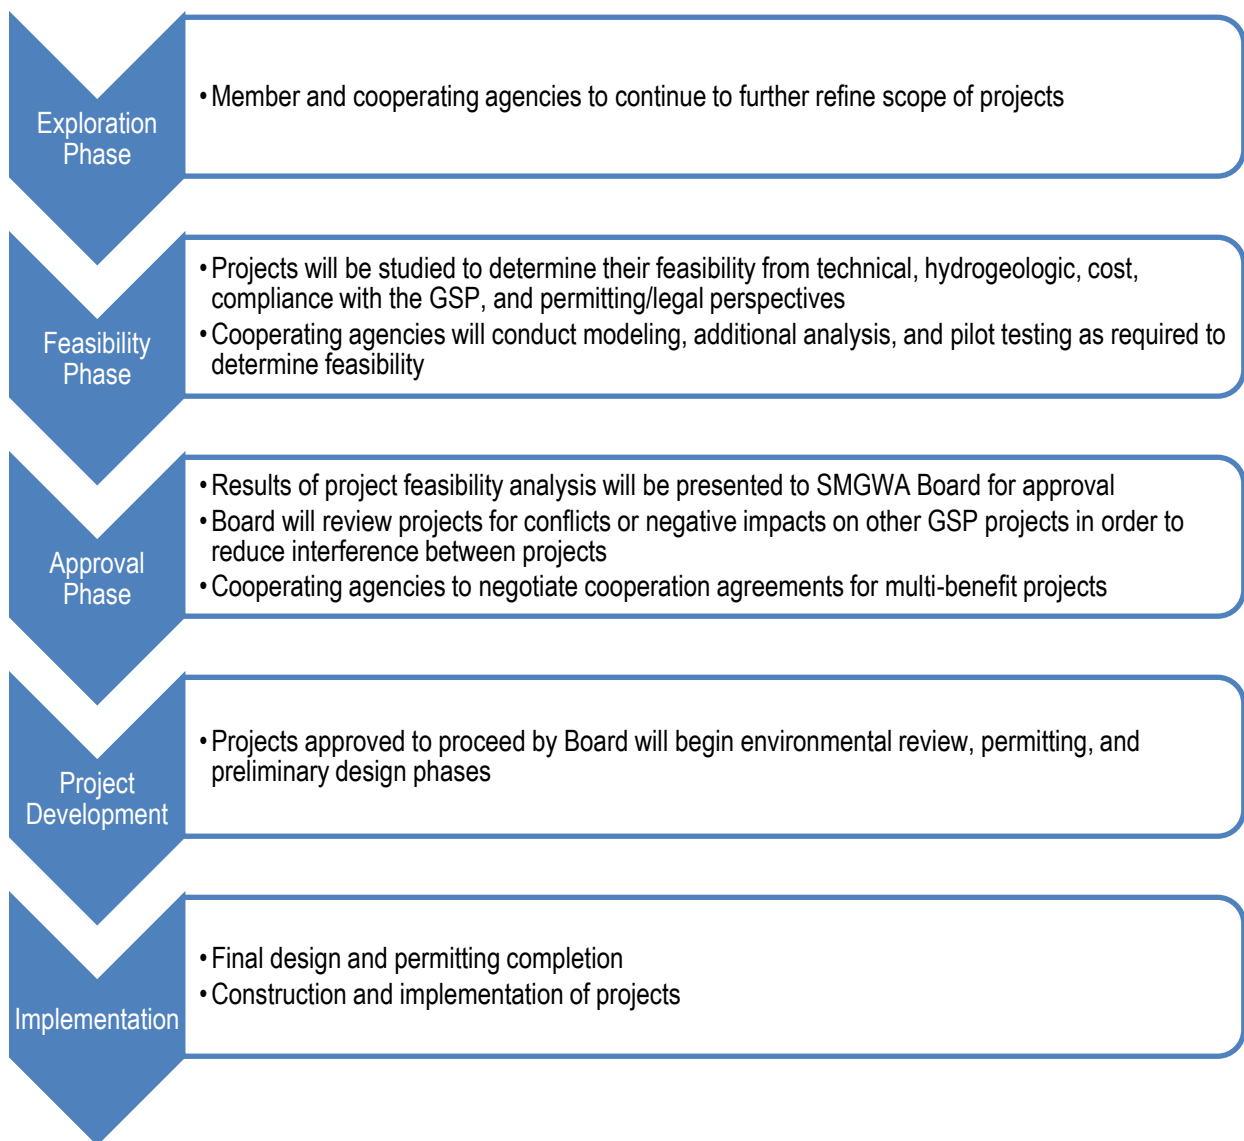 Exploration
Phase
• Member and cooperating agencies to continue to further refine scope of projects
Feasibility
Phase
• Projects will be studied to determine their feasibility from technical, hydrogeologic, cost,
compliance with the GSP, and permitting/legal perspectives
• Cooperating agencies will conduct modeling, additional analysis, and pilot testing as required to
determine feasibility
Approval
Phase
• Results of project feasibility analysis will be presented to SMGWA Board for approval
• Board will review projects for conflicts or negative impacts on other GSP projects in order to
reduce interference between projects
• Cooperating agencies to negotiate cooperation agreements for multi-benefit projects
Project
Development
• Projects approved to proceed by Board will begin environmental review, permitting, and
preliminary design phases
Implementation
• Final design and permitting completion
• Construction and implementation of projects